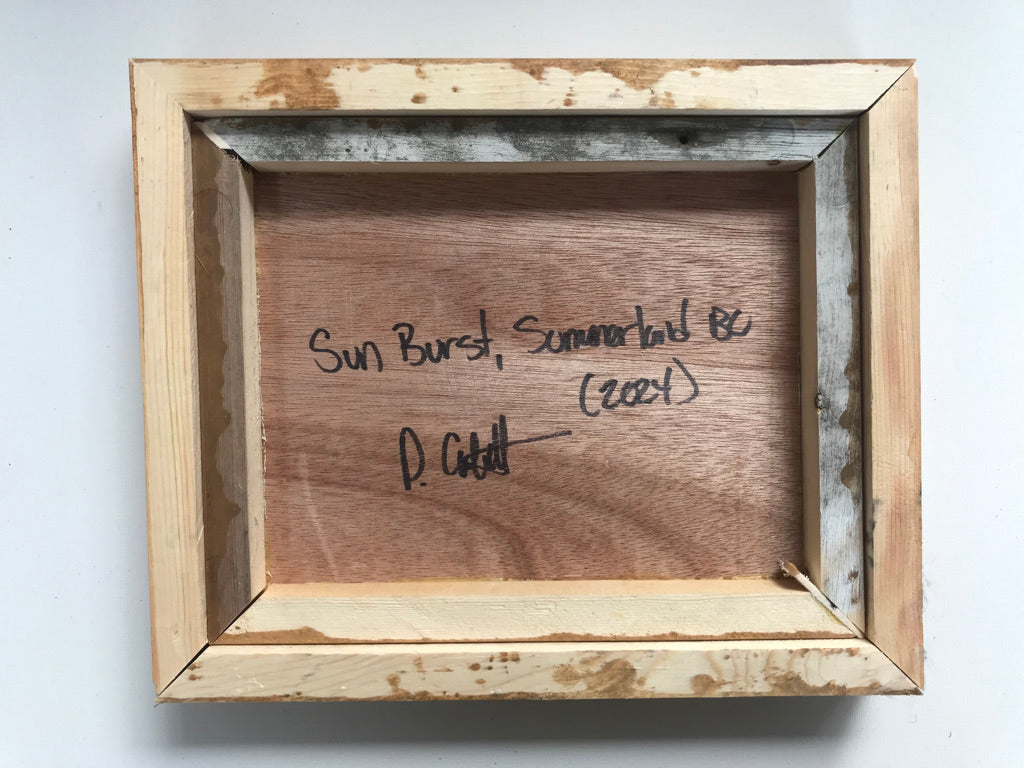 Sun Burst, Summerland BC
(2024)
D.